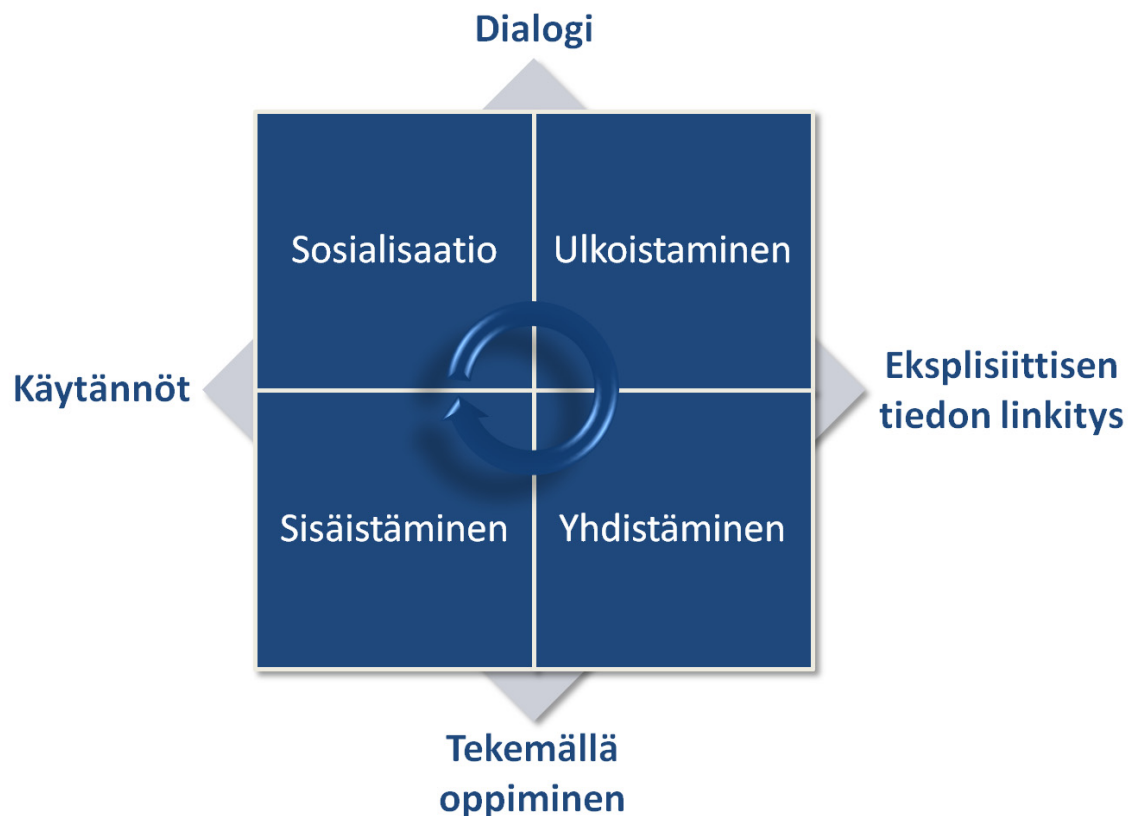 Dialogi
Sosialisaatio
Ulkoistaminen
Käytännöt
Eksplisiittisen
tiedon linkitys
Sisäistäminen
Yhdistäminen
Tekemällä
oppiminen